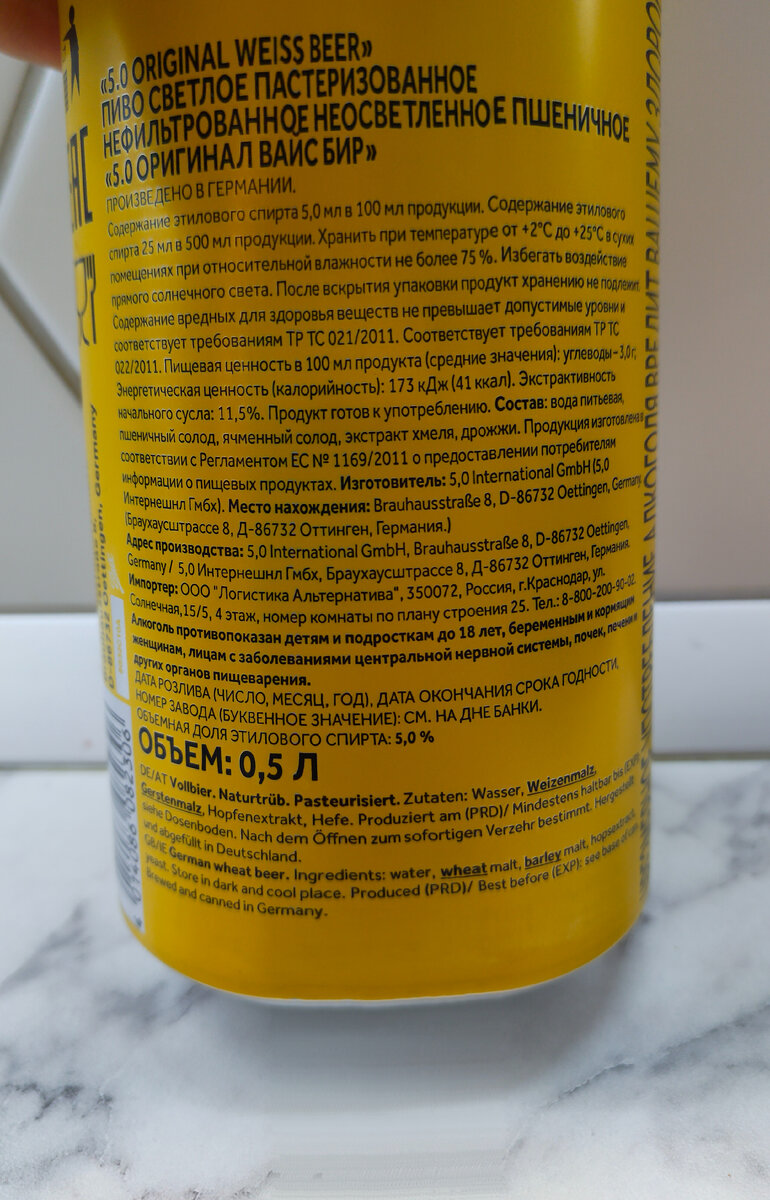 «5.0 ORIGINAL WEISS BEER»
ПИВО СВЕТЛОЕ ПАСТЕРИЗОВАННОЕ
НЕФИЛЬТРОВАННОЕ НЕОСВЕТЛЕННОЕ ПШЕНИЧНОЕ
«5.0 ОРИГИНАЛ ВАЙС БИР»
ПРОИЗВЕДЕНО В ГЕРМАНИИ.
Содержание этилового спирта 5,0 мл в 100 мл продукции. Содержание этилового
спирта 25 мл в 500 мл продукции. Хранить при температуре от +2°С до +25°С в сухих
помещениях при относительной влажности не более 75 %. Избегать воздействие
прямого солнечного света. После вскрытия упаковки продукт хранению не подлежит.
Содержание вредных для здоровья веществ не превышает допустимые уровни и
соответствует требованиям ТР ТС 021/2011. Соответствует требованиям ТР ТС
022/2011. Пищевая ценность в 100 мл продукта (средние значения): углеводы – 3,0 г;
Энергетическая ценность (калорийность): 173 кДж (41 ккал). Экстрактивность
начального сусла: 11,5%. Продукт готов к употреблению. Состав: вода питьевая,
пшеничный солод, ячменный солод, экстракт хмеля, дрожжи. Продукция изготовлена в
соответствии с Регламентом ЕС № 1169/2011 о предоставлении потребителям
информации о пищевых продуктах. Изготовитель: 5,0 International GmbH (5,0
Интернешнл Гмбх). Место нахождения: Brauhausstraße 8, D-86732 Oettingen, Germany,
(Браухаусштрассе 8, Д-86732 Оттинген, Германия.)
Адрес производства: 5,0 International GmbH, Brauhausstraße 8, D-86732 Oettingen,
Germany / 5,0 Интернешнл Гмбх, Браухаусштрассе 8, Д-86732 Оттинген, Германия.
Импортер: ООО "Логистика Альтернатива", 350072, Россия, г.Краснодар, ул.
Солнечная,15/5, 4 этаж, номер комнаты по плану строения 25. Тел.: 8-800-200-90-02.
Алкоголь противопоказан детям и подросткам до 18 лет, беременным и кормящим
женщинам, лицам с заболеваниями центральной нервной системы, почек, печени и
других органов пищеварения.
ДАТА РОЗЛИВА (ЧИСЛО, МЕСЯЦ, ГОД), ДАТА ОКОНЧАНИЯ СРОКА ГОДНОСТИ,
НОМЕР ЗАВОДА (БУКВЕННОЕ ЗНАЧЕНИЕ): СМ. НА ДНЕ БАНКИ.
ОБЪЕМНАЯ ДОЛЯ ЭТИЛОВОГО СПИРТА: 5,0 %
ОБЪЕМ: 0,5 Л
DE/AT Vollbier. Naturtrüb. Pasteurisiert. Zutaten: Wasser, Weizenmalz,
Gerstenmalz, Hopfenextrakt, Hefe. Produziert am (PRD)/ Mindestens haltbar bis (EXP):
siehe Dosenboden. Nach dem Öffnen zum sofortigen Verzehr bestimmt. Hergestellt
und abgefüllt in Deutschland.
GB/IE German wheat beer. Ingredients: water, wheat malt, barley malt, hopsextract,
yeast. Store in dark and cool place. Produced (PRD)/ Best before (EXP): see base of can.
Brewed and canned in Germany.
D-86732 Oettingen, Germany
АЛКОГОЛЯ ВРЕДИТ ВАШЕМУ ЗДОРО